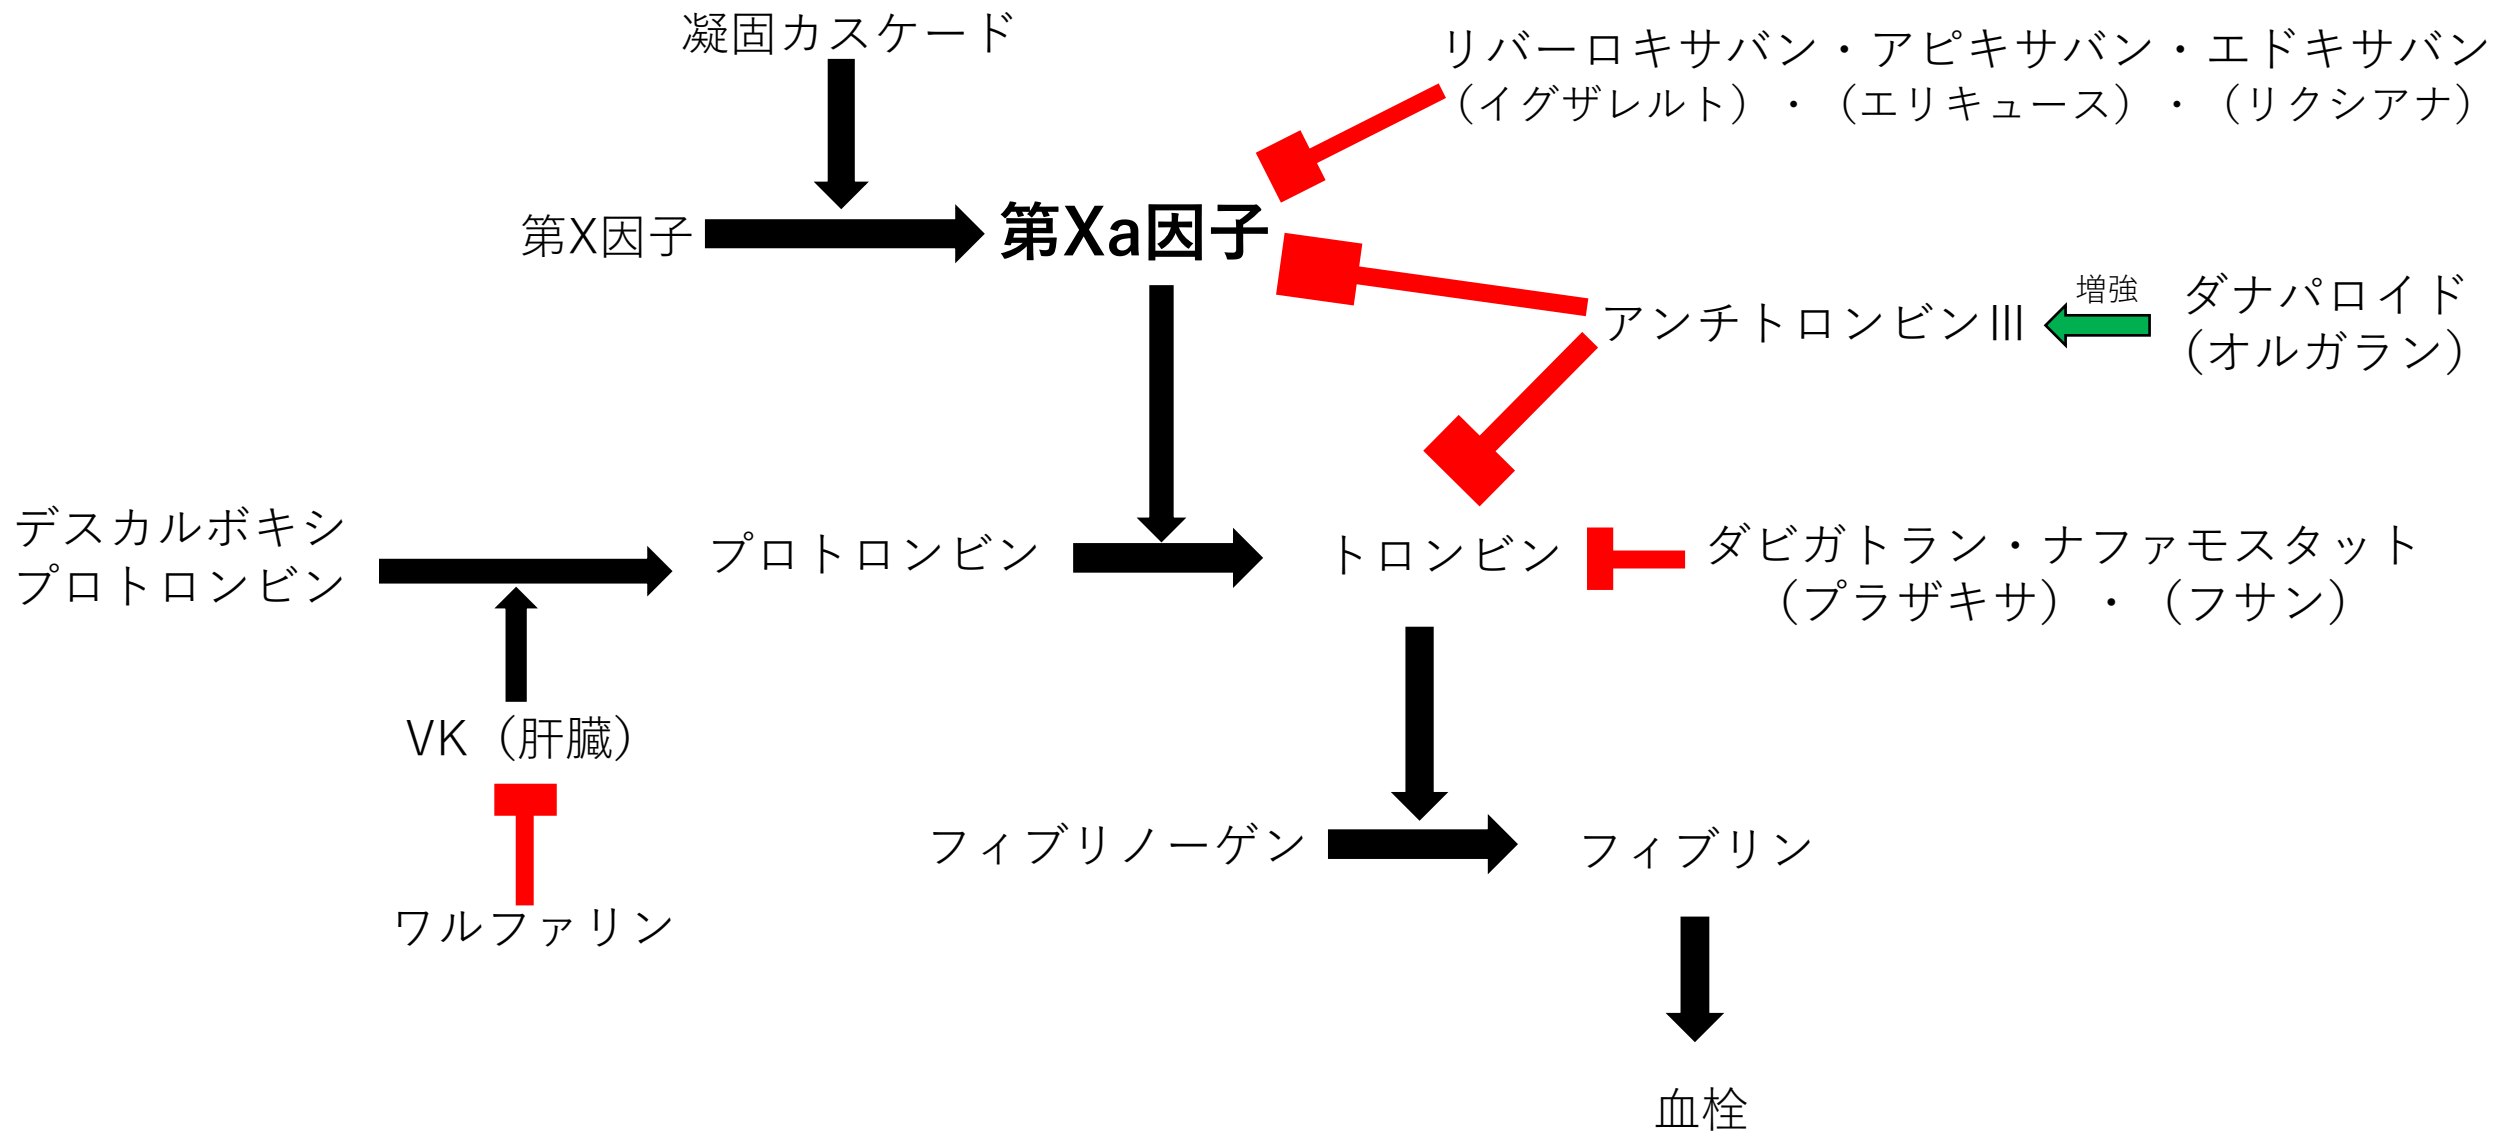 凝固カスケード
リバーロキサバン・アピキサバン・エドキサバン
（イグザレルト）・（エリキュース）・（リクシアナ）
第X因子
第Xa因子
増強
ダナパロイド
（オルガラン）
アンチトロンビンⅢ
デスカルボキシ
プロトロンビン
プロトロンビン
トロンビン
ダビガトラン・ナファモスタット
（プラザキサ）・（フサン）
VK（肝臓）
フィブリノーゲン
フィブリン
ワルファリン
血栓